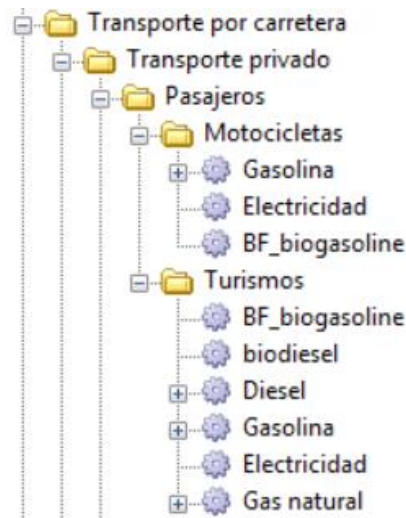 Transporte por carretera
Transporte privado
Pasajeros
Motocicletas
Gasolina
Electricidad
BF_biogasoline
Turismos
BF_biogasoline
biodiesel
Diesel
Gasolina
Electricidad
Gas natural